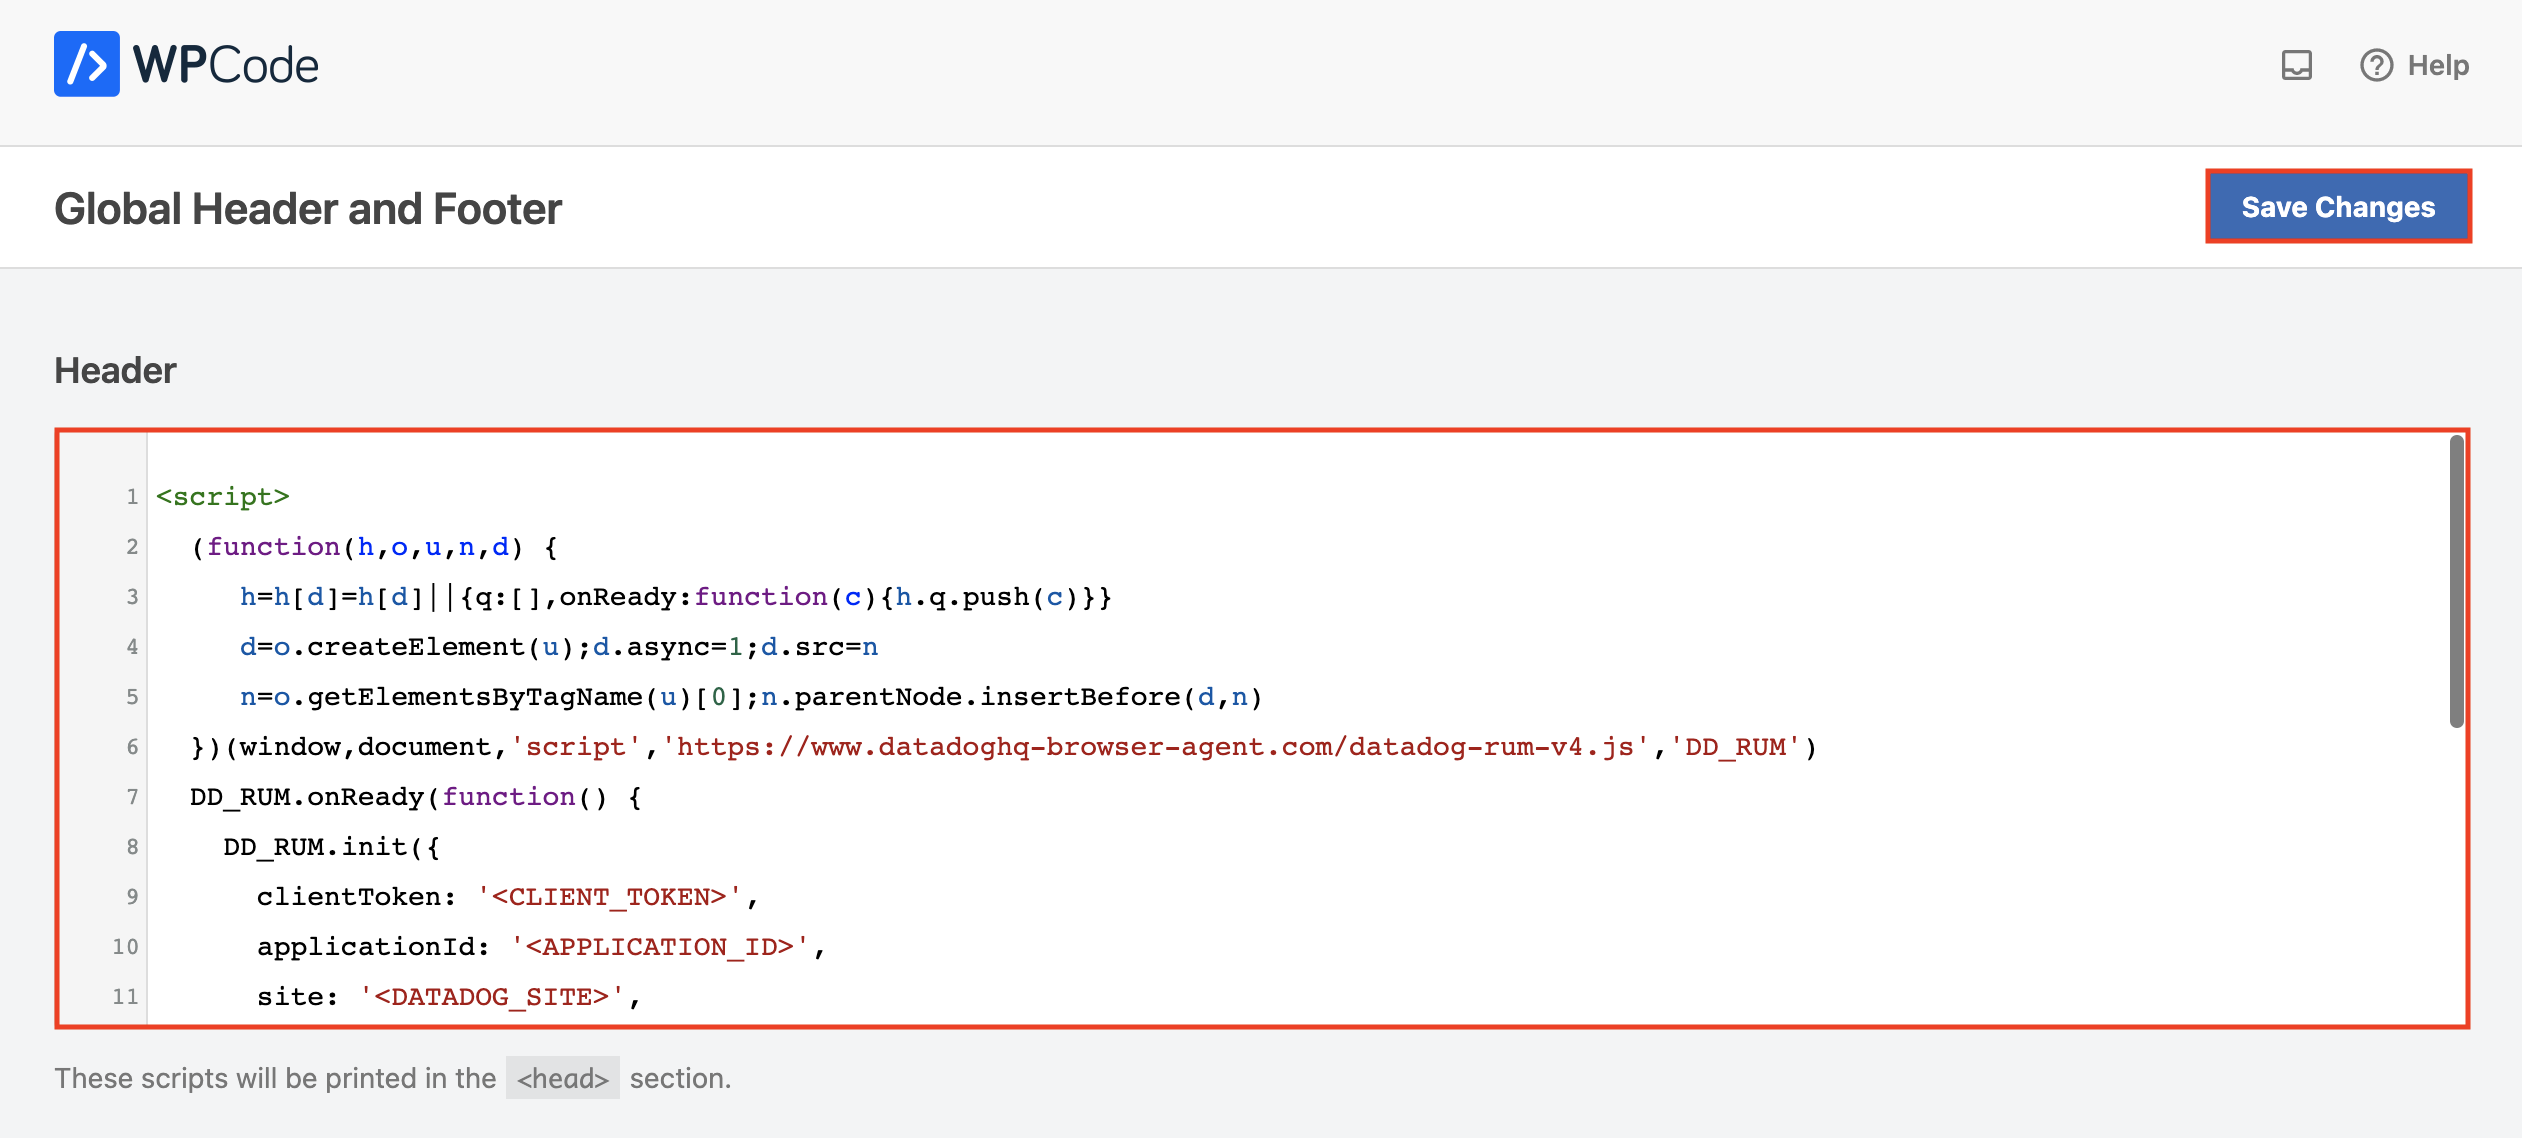 WPCode
Help
Global Header and Footer
Save Changes
Header
1 <script>
2 (function(h,o,u,n,d) {
3 h=h[d]=h[d]||{q:[],onReady:function(c){h.q.push(c)}}
4 d=o.createElement(u);d.async=1;d.src=n
5 n=o.getElementsByTagName(u)[0];n.parentNode.insertBefore(d,n)
6 })(window,document,'script','https://www.datadoghq-browser-agent.com/datadog-rum-v4.js','DD_RUM')
7 DD_RUM.onReady(function() {
8 DD_RUM.init({
9 clientToken: '<CLIENT_TOKEN>',
10 applicationId: '<APPLICATION_ID>',
11 site: '<DATADOG_SITE>',
These scripts will be printed in the <head> section.